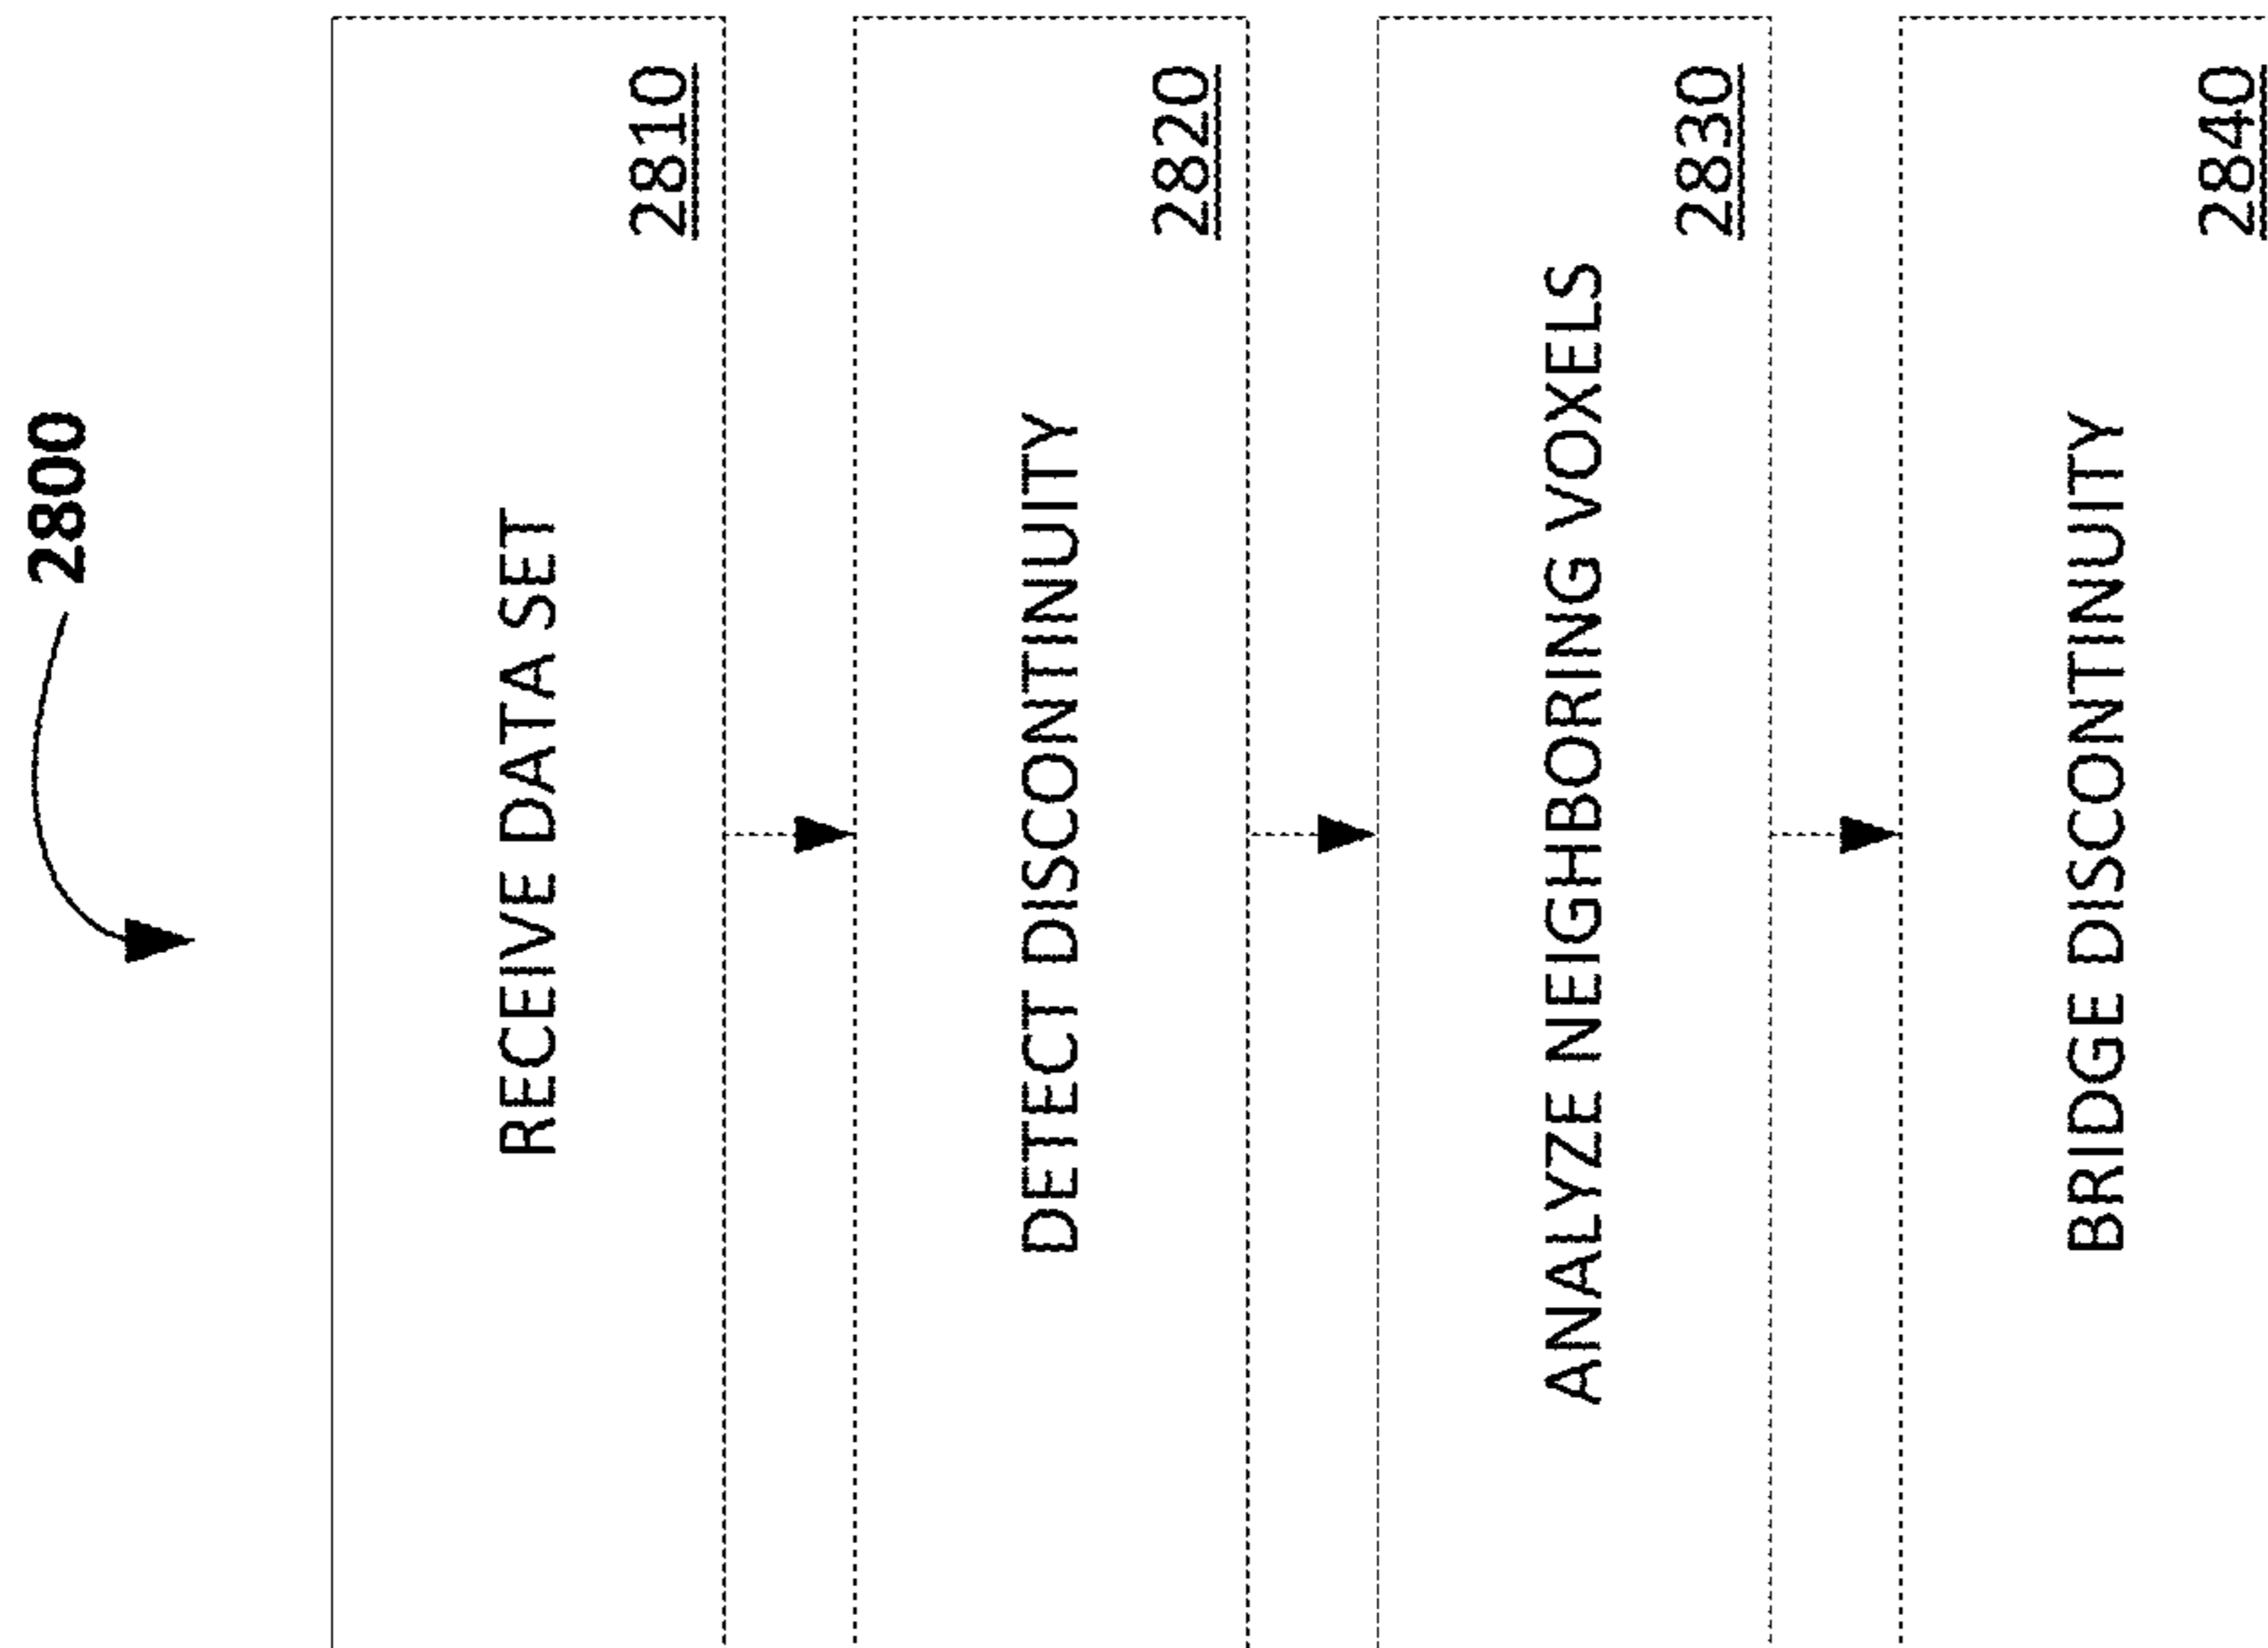 2800
RECEIVE DATA SET
2810
DETECT DISCONTINUITY
2820
ANALYZE NEIGHBORING VOXELS
2830
BRIDGE DISCONTINUITY
2840